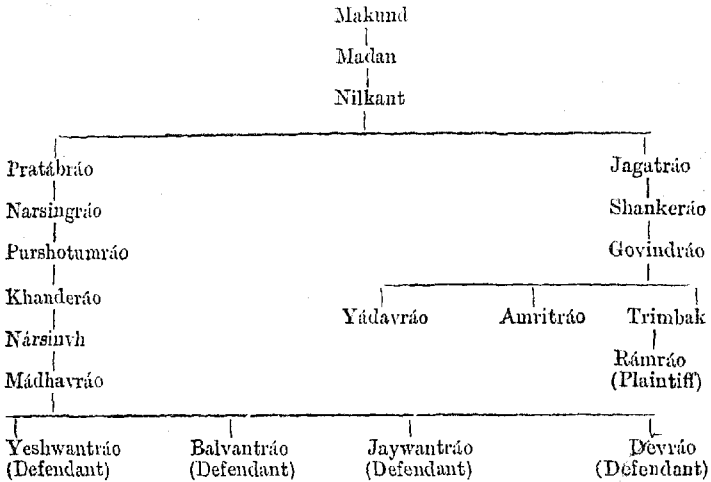 Makund
Madan
Nilkant
Pratábráo Jagatráo
Narsingráo Shankeráo
Purshotumráo Govindráo
Khanderáo Yádavráo Amritráo Trimbak
Nársinvh Rámráo
Mádhavráo (Plaintiff)
Yeshwantráo Balvantráo Jaywantráo Devráo
(Defendant) (Defendant) (Defendant) (Defendant)